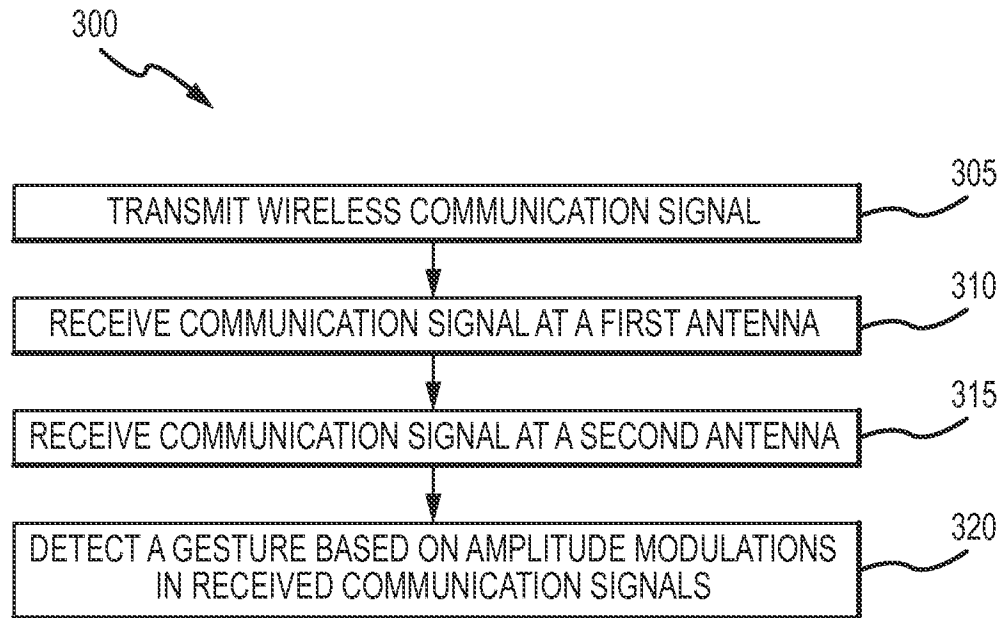 300
305
TRANSMIT WIRELESS COMMUNICATION SIGNAL
310
RECEIVE COMMUNICATION SIGNAL AT A FIRST ANTENNA
315
RECEIVE COMMUNICATION SIGNAL AT A SECOND ANTENNA
320
DETECT A GESTURE BASED ON AMPLITUDE MODULATIONS
IN RECEIVED COMMUNICATION SIGNALS